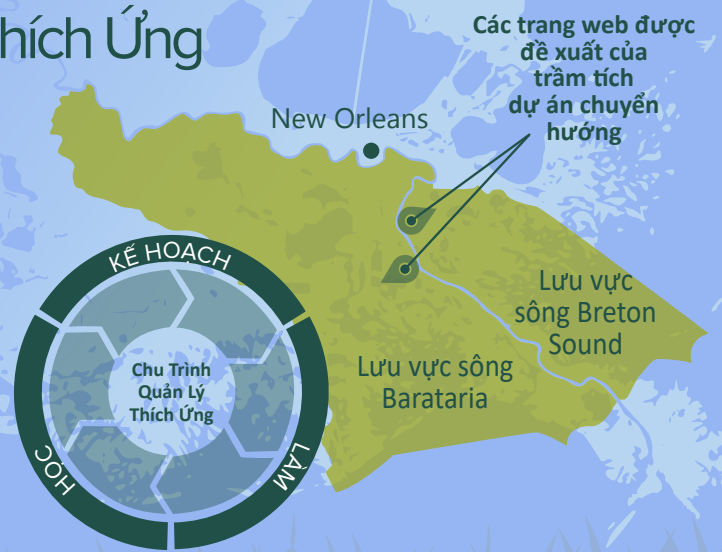 hích Ứng
Các trang web được
đề xuất của
trầm tích
dự án chuyển
hướng
New Orleans
Lưu vực
sông Breton
Sound
Lưu vực sông
Barataria
KẾ HOẠCH
Chu Trình
Quản Lý
Thích Ứng
HỌC
LÀM